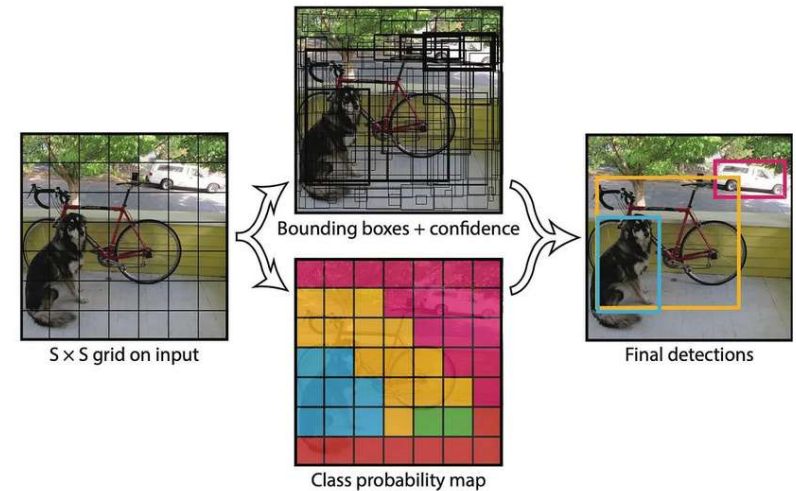 S × S grid on input
Bounding boxes + confidence
Class probability map
Final detections